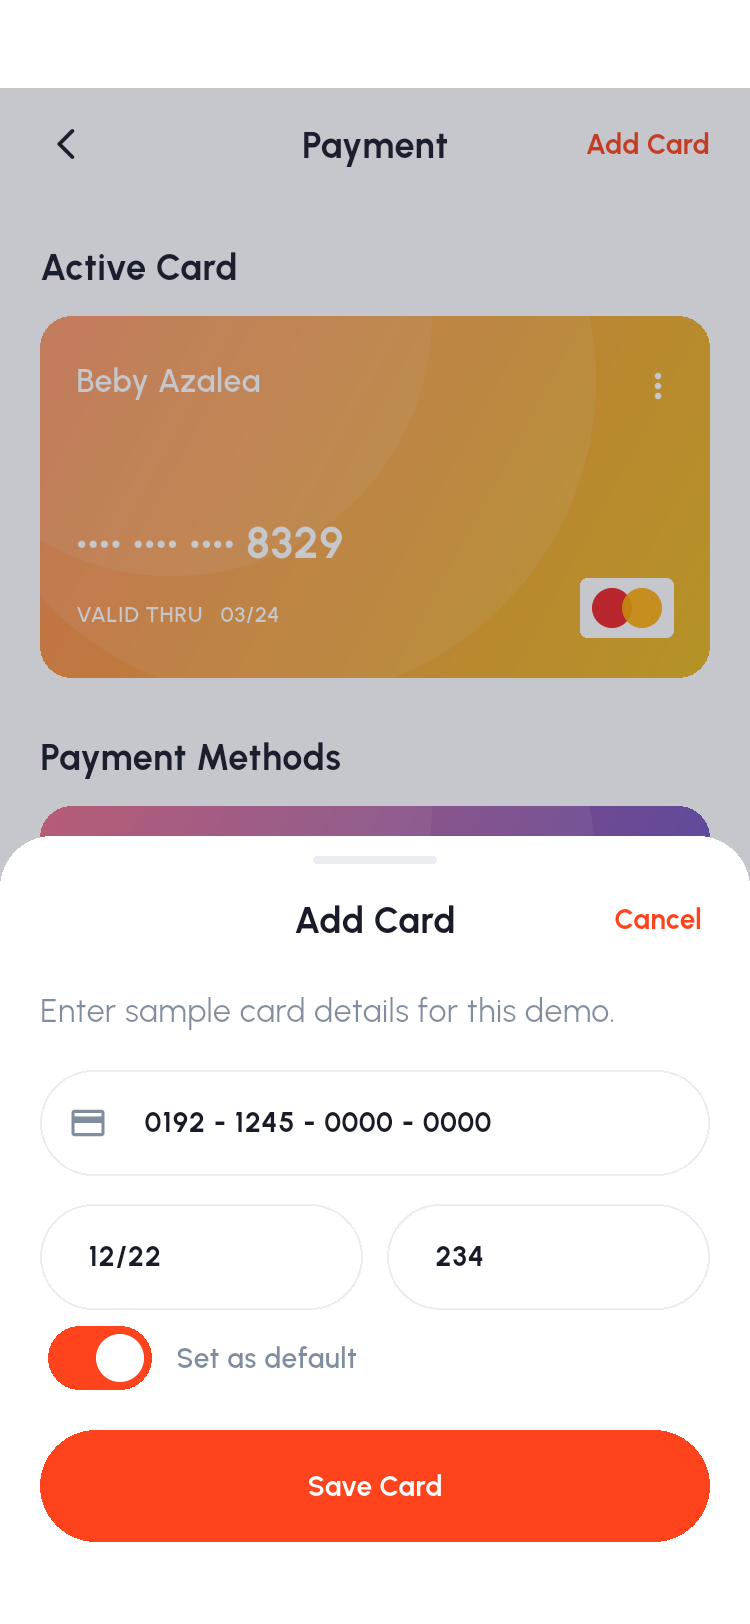 Payment
Add Card
Active Card
Beby Azalea
•••• •••• •••• 8329
VALID THRU 03/24
Payment Methods
Add Card
Cancel
Enter sample card details for this demo.
0192 - 1245 - 0000 - 0000
12/22
234
Set as default
Save Card